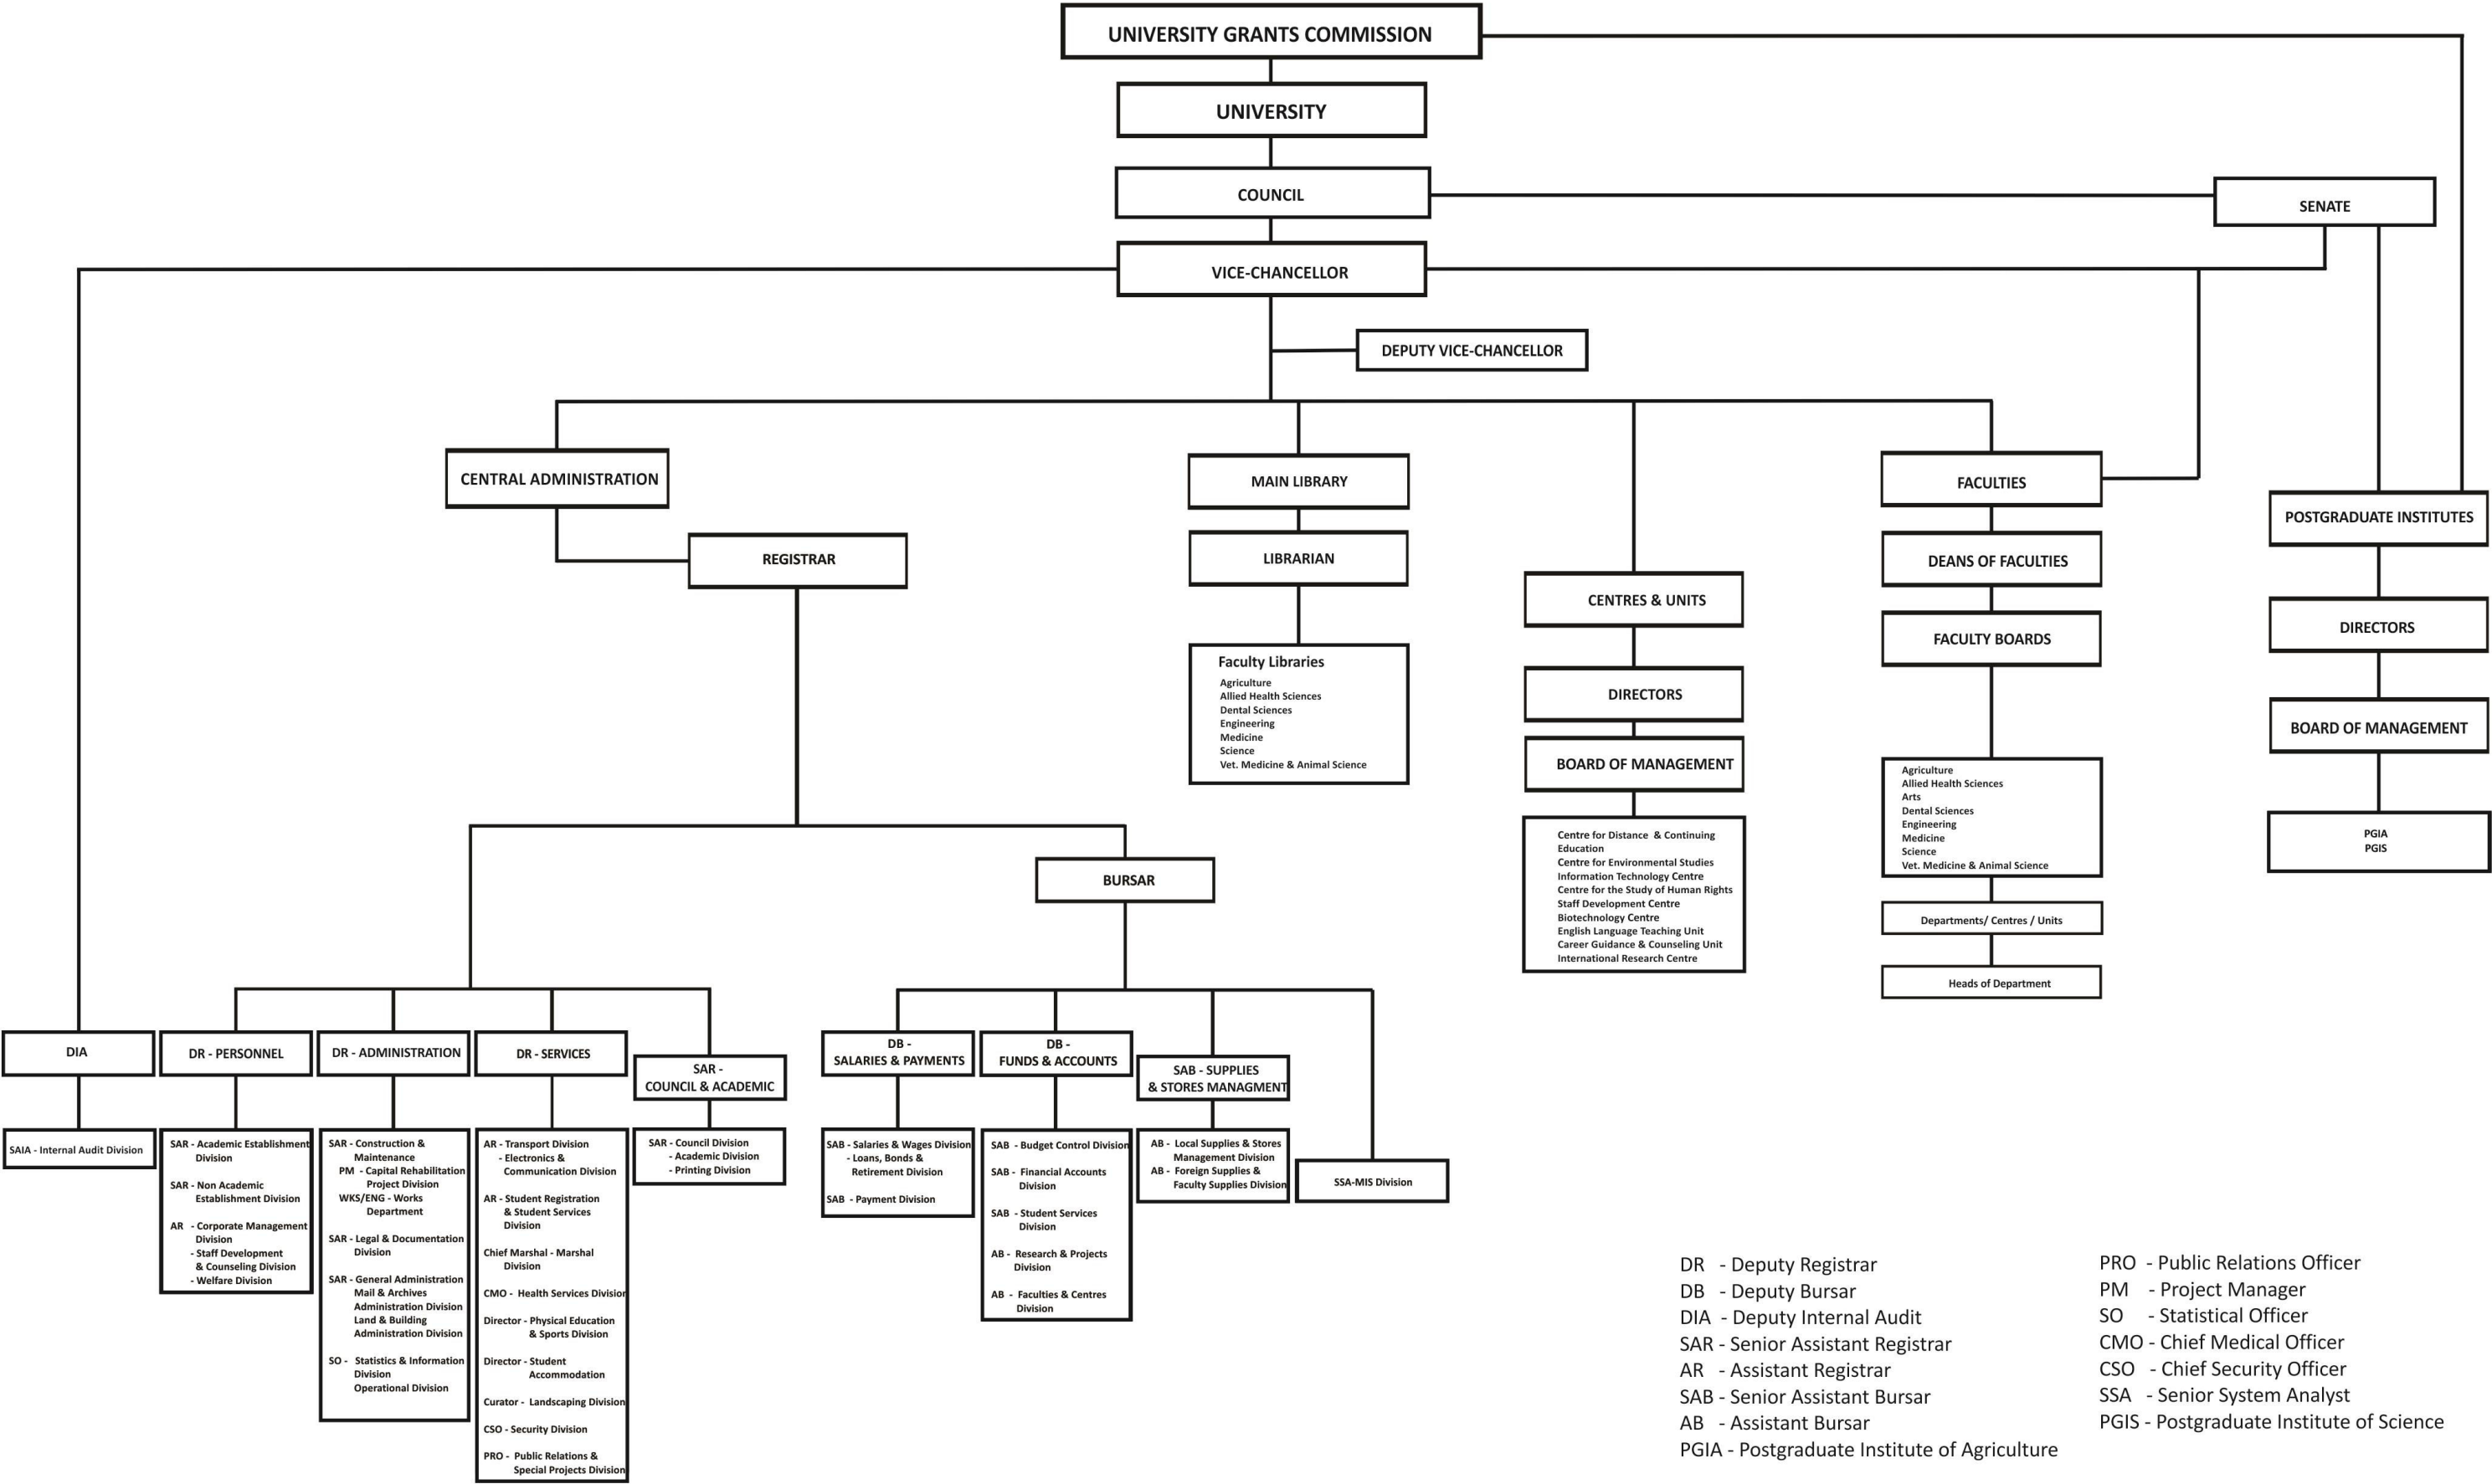 UNIVERSITY GRANTS COMMISSION
UNIVERSITY
COUNCIL
SENATE
VICE-CHANCELLOR
DEPUTY VICE-CHANCELLOR
CENTRAL ADMINISTRATION
REGISTRAR
MAIN LIBRARY
LIBRARIAN
Faculty Libraries
Agriculture
Allied Health Sciences
Dental Sciences
Engineering
Medicine
Science
Vet. Medicine & Animal Science
CENTRES & UNITS
DIRECTORS
BOARD OF MANAGEMENT
Centre for Distance & Continuing
Education
Centre for Environmental Studies
Information Technology Centre
Centre for the Study of Human Rights
Staff Development Centre
Biotechnology Centre
English Language Teaching Unit
Career Guidance & Counseling Unit
International Research Centre
FACULTIES
DEANS OF FACULTIES
FACULTY BOARDS
Agriculture
Allied Health Sciences
Arts
Dental Sciences
Engineering
Medicine
Science
Vet. Medicine & Animal Science
Departments/ Centres / Units
Heads of Department
POSTGRADUATE INSTITUTES
DIRECTORS
BOARD OF MANAGEMENT
PGIA
PGIS
BURSAR
DIA
SAIA - Internal Audit Division
DR - PERSONNEL
SAR - Academic Establishment
Division
SAR - Non Academic
Establishment Division
AR - Corporate Management
Division
- Staff Development
& Counseling Division
- Welfare Division
DR - ADMINISTRATION
SAR - Construction &
Maintenance
PM - Capital Rehabilitation
Project Division
WKS/ENG - Works
Department
SAR - Legal & Documentation
Division
SAR - General Administration
Mail & Archives
Administration Division
Land & Building
Administration Division
SO - Statistics & Information
Division
Operational Division
DR - SERVICES
AR - Transport Division
- Electronics &
Communication Division
AR - Student Registration
& Student Services
Division
Chief Marshal - Marshal
Division
CMO - Health Services Division
Director - Physical Education
& Sports Division
Director - Student
Accommodation
Curator - Landscaping Division
CSO - Security Division
PRO - Public Relations &
Special Projects Division
SAR -
COUNCIL & ACADEMIC
SAR - Council Division
- Academic Division
- Printing Division
DB -
SALARIES & PAYMENTS
SAB - Salaries & Wages Division
- Loans, Bonds &
Retirement Division
SAB - Payment Division
DB -
FUNDS & ACCOUNTS
SAB - Budget Control Division
SAB - Financial Accounts
Division
SAB - Student Services
Division
AB - Research & Projects
Division
AB - Faculties & Centres
Division
SAB - SUPPLIES
& STORES MANAGMENT
AB - Local Supplies & Stores
Management Division
AB - Foreign Supplies &
Faculty Supplies Division
SSA-MIS Division
DR - Deputy Registrar
DB - Deputy Bursar
DIA - Deputy Internal Audit
SAR - Senior Assistant Registrar
AR - Assistant Registrar
SAB - Senior Assistant Bursar
AB - Assistant Bursar
PGIA - Postgraduate Institute of Agriculture
PRO - Public Relations Officer
PM - Project Manager
SO - Statistical Officer
CMO - Chief Medical Officer
CSO - Chief Security Officer
SSA - Senior System Analyst
PGIS - Postgraduate Institute of Science